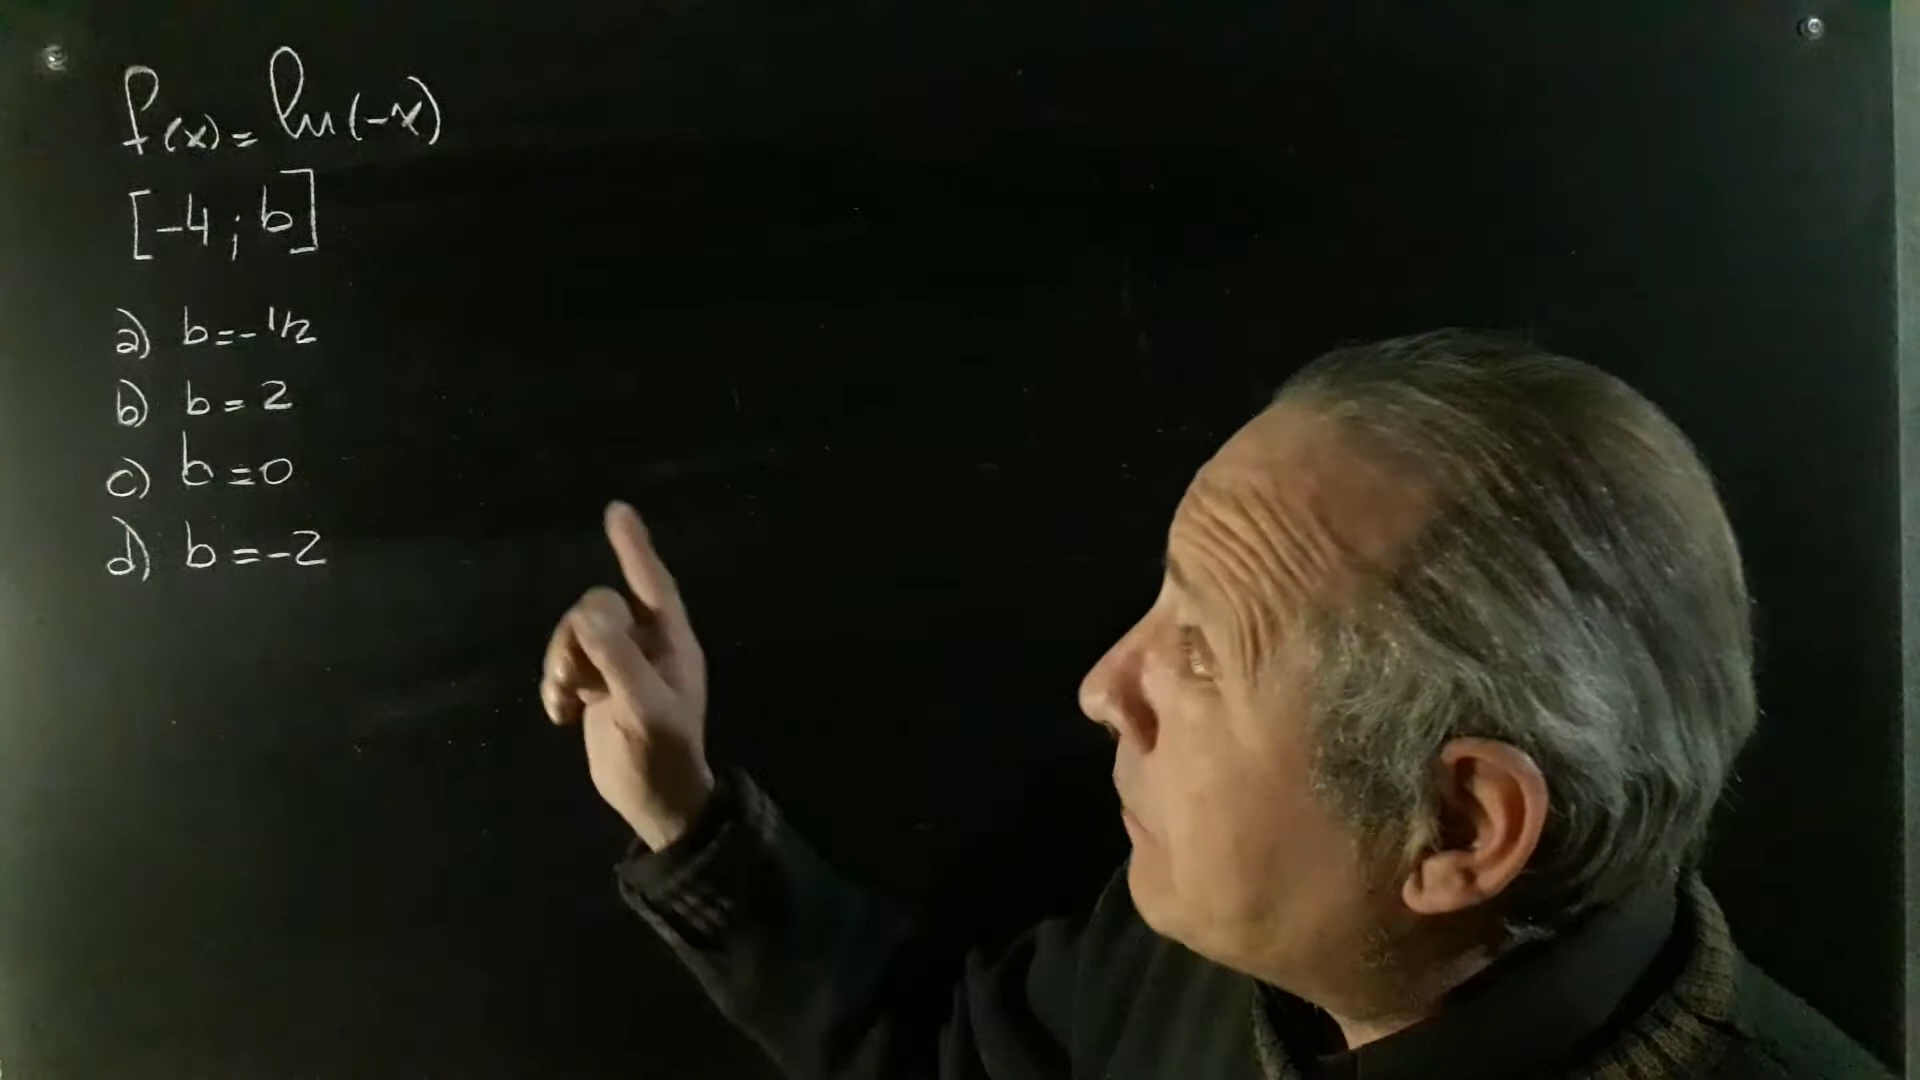 f(x) = ln(-x)
[-4 ; b]
a) b = -1/2
b) b = 2
c) b = 0
d) b = -2